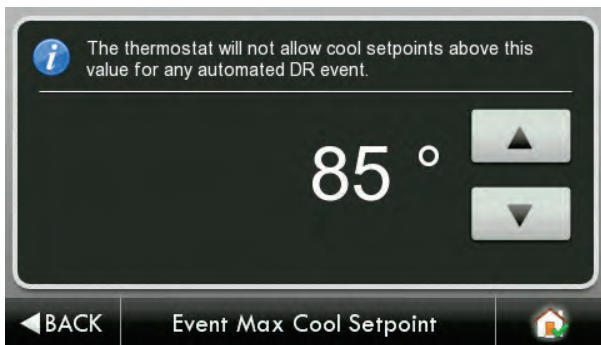 The thermostat will not allow cool setpoints above this
value for any automated DR event.
85 °
BACK
Event Max Cool Setpoint